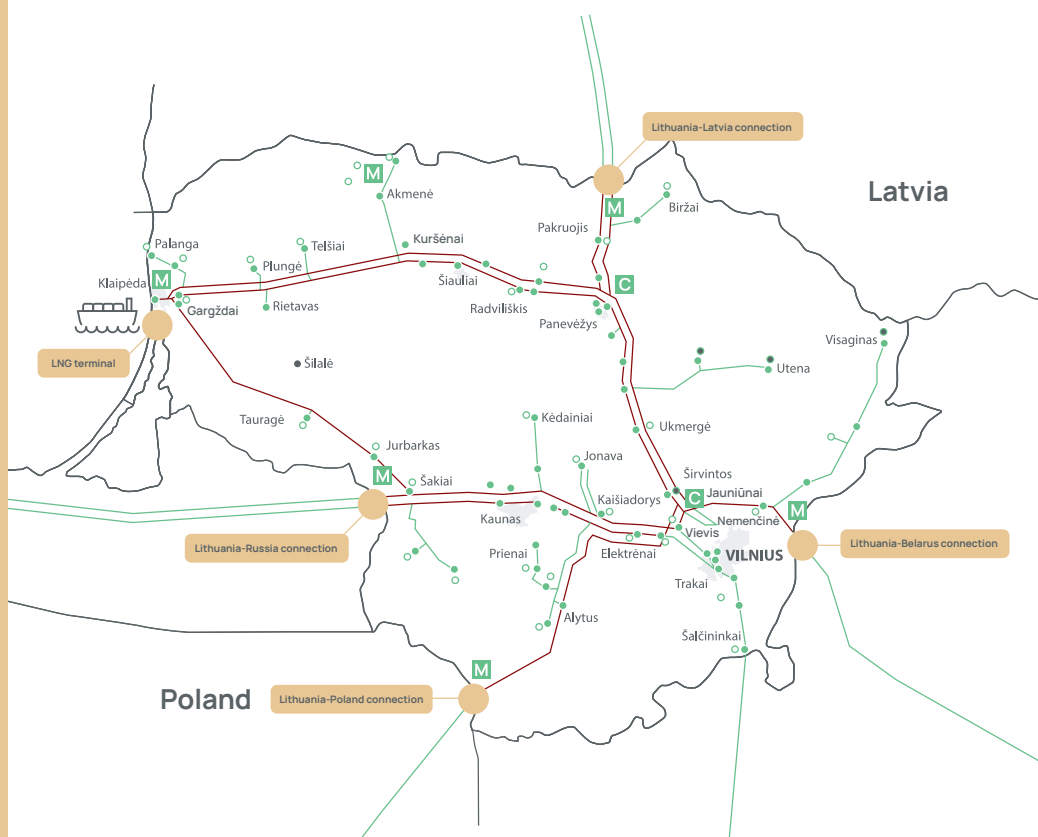 Lithuania-Latvia connection
M
Akmenė
Latvia
M
Biržai
Pakruojis
Palanga
Telšiai
Kuršėnai
Plungė
Klaipėda
M
Šiauliai
C
Gargždai
Rietavas
Radviliškis
Panevėžys
Visaginas
LNG terminal
Šilalė
Utena
Tauragė
Kėdainiai
Ukmergė
Jurbarkas
Jonava
M
Šakiai
Širvintos
Kaišiadorys
C
Jauniūnai
M
Kaunas
Nemenčinė
Vievis
Lithuania-Russia connection
Prienai
Elektrėnai
VILNIUS
Lithuania-Belarus connection
Trakai
Alytus
Šalčininkai
M
Poland
Lithuania-Poland connection